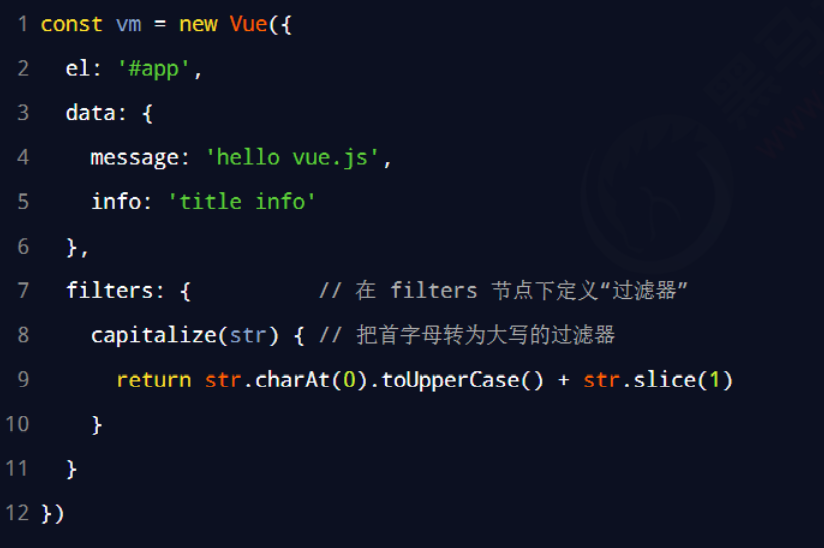 1 const vm = new Vue({
2   el: '#app',
3   data: {
4     message: 'hello vue.js',
5     info: 'title info'
6   },
7   filters: {          // 在 filters 节点下定义“过滤器”
8     capitalize(str) { // 把首字母转为大写的过滤器
9       return str.charAt(0).toUpperCase() + str.slice(1)
10     }
11   }
12 })
黑马